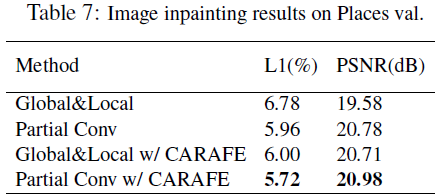 Table 7: Image inpainting results on Places val.
Method L1(%) PSNR(dB)
Global&Local 6.78 19.58
Partial Conv 5.96 20.78
Global&Local w/ CARAFE 6.00 20.71
Partial Conv w/ CARAFE 5.72 20.98